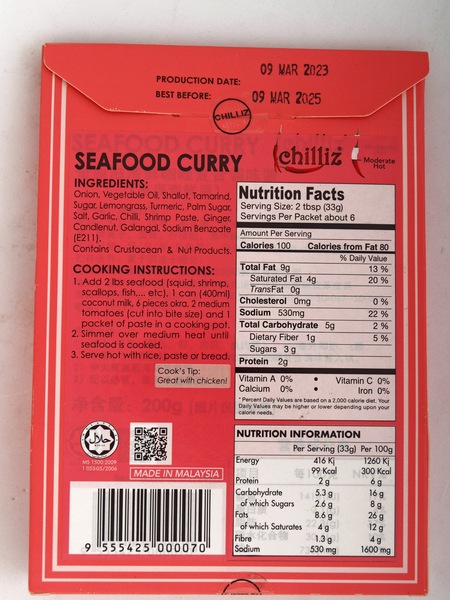 PRODUCTION DATE: 09 MAR 2023
BEST BEFORE: 09 MAR 2025
CHILLIZ
SEAFOOD CURRY
chilliz
Moderate
Hot
INGREDIENTS:
Onion, Vegetable Oil, Shallot, Tamarind,
Sugar, Lemongrass, Turmeric, Palm Sugar,
Salt, Garlic, Chilli, Shrimp Paste, Ginger,
Candlenut, Galangal, Sodium Benzoate
(E211).
Contains Crustacean & Nut Products.
COOKING INSTRUCTIONS:
1. Add 2 lbs seafood (squid, shrimp,
scallops, fish,... etc), 1 can (400ml)
coconut milk, 6 pieces okra, 2 medium
tomatoes (cut into bite size) and 1
packet of paste in a cooking pot.
2. Simmer over medium heat until
seafood is cooked.
3. Serve hot with rice, paste or bread.
Cook's Tip:
Great with chicken!
Nutrition Facts
Serving Size: 2 tbsp (33g)
Servings Per Packet about 6
Amount Per Serving
Calories 100 Calories from Fat 80
% Daily Value
Total Fat 9g 13 %
Saturated Fat 4g 20 %
TransFat 0g
Cholesterol 0mg 0 %
Sodium 530mg 22 %
Total Carbohydrate 5g 2 %
Dietary Fiber 1g 5 %
Sugars 3 g
Protein 2g
Vitamin A 0% • Vitamin C 0%
Calcium 0% • Iron 0%
* Percent Daily Values are based on a 2,000 calorie diet. Your
Daily Values may be higher or lower depending upon your
calorie needs.
NUTRITION INFORMATION
Per Serving (33g) Per 100g
Energy 416 Kj 1260 Kj
99 Kcal 300 Kcal
Protein 2 g 6 g
Carbohydrate 5.3 g 16 g
of which Sugars 2.6 g 8 g
Fats 8.6 g 26 g
of which Saturates 4 g 12 g
Fibre 1.3 g 4 g
Sodium 530 mg 1600 mg
حلال
MS 1500:2009
MADE IN MALAYSIA
9 555425 000070